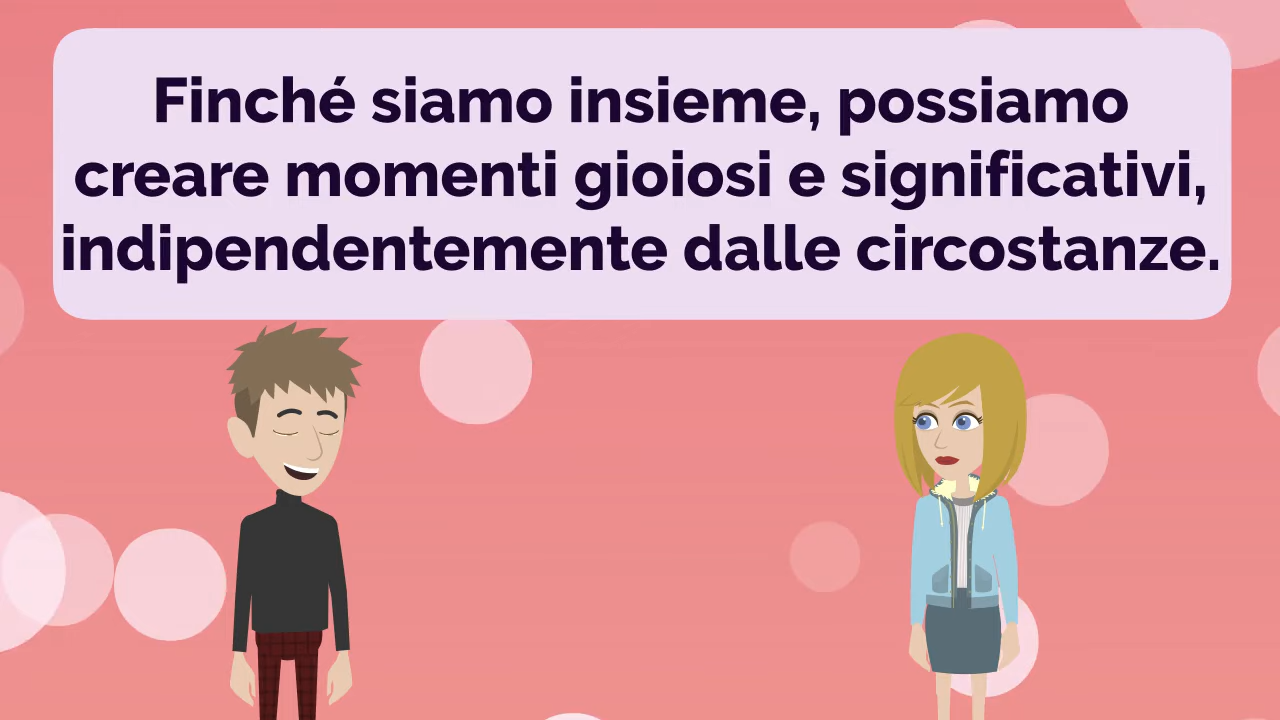 Finché siamo insieme, possiamo
creare momenti gioiosi e significativi,
indipendentemente dalle circostanze.